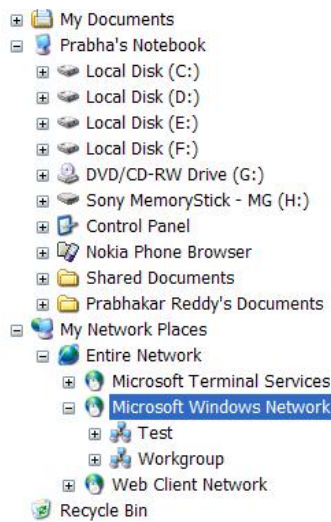 My Documents
Prabha's Notebook
Local Disk (C:)
Local Disk (D:)
Local Disk (E:)
Local Disk (F:)
DVD/CD-RW Drive (G:)
Sony MemoryStick - MG (H:)
Control Panel
Nokia Phone Browser
Shared Documents
Prabhakar Reddy's Documents
My Network Places
Entire Network
Microsoft Terminal Services
Microsoft Windows Network
Test
Workgroup
Web Client Network
Recycle Bin